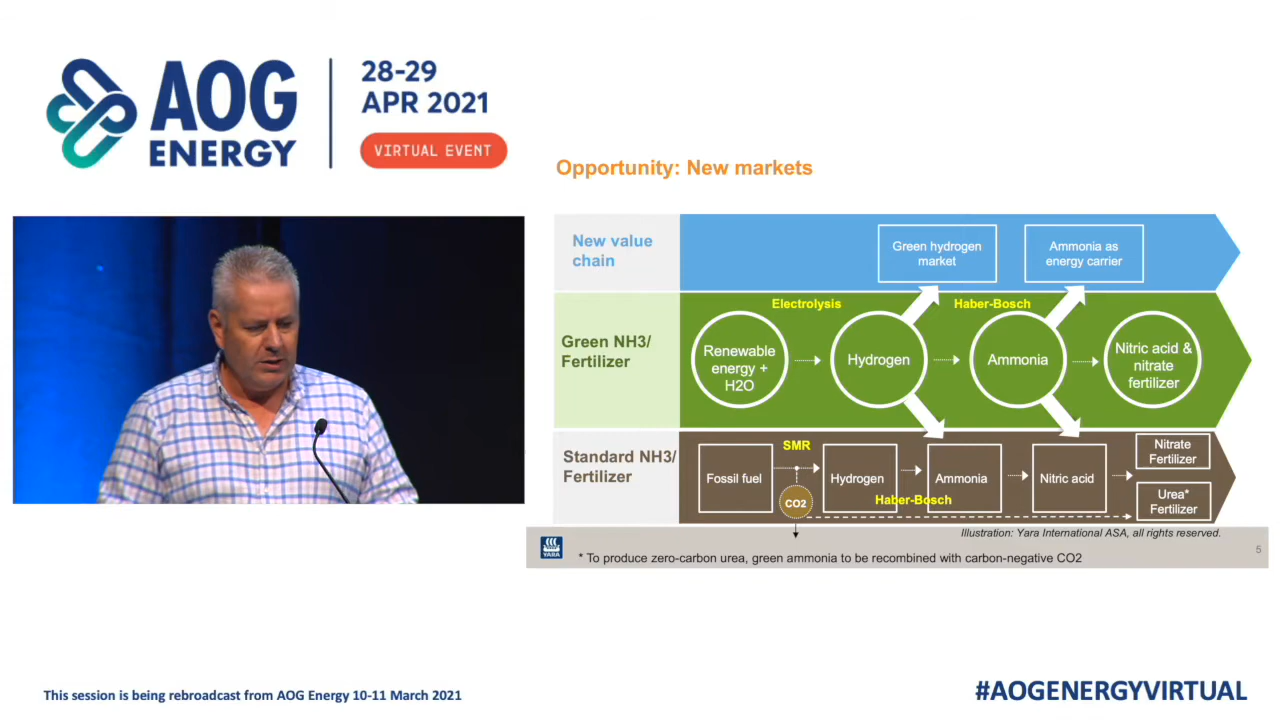 AOG
ENERGY
28-29
APR 2021
VIRTUAL EVENT
Opportunity: New markets
New value
chain
Green hydrogen
market
Ammonia as
energy carrier
Green NH3/
Fertilizer
Electrolysis
Haber-Bosch
Renewable
energy +
H2O
Hydrogen
Ammonia
Nitric acid &
nitrate
fertilizer
Standard NH3/
Fertilizer
SMR
Fossil fuel
CO2
Hydrogen
Haber-Bosch
Ammonia
Nitric acid
Nitrate
Fertilizer
Urea*
Fertilizer
Illustration: Yara International ASA, all rights reserved.
YARA
* To produce zero-carbon urea, green ammonia to be recombined with carbon-negative CO2
5
This session is being rebroadcast from AOG Energy 10-11 March 2021
#AOGENERGYVIRTUAL